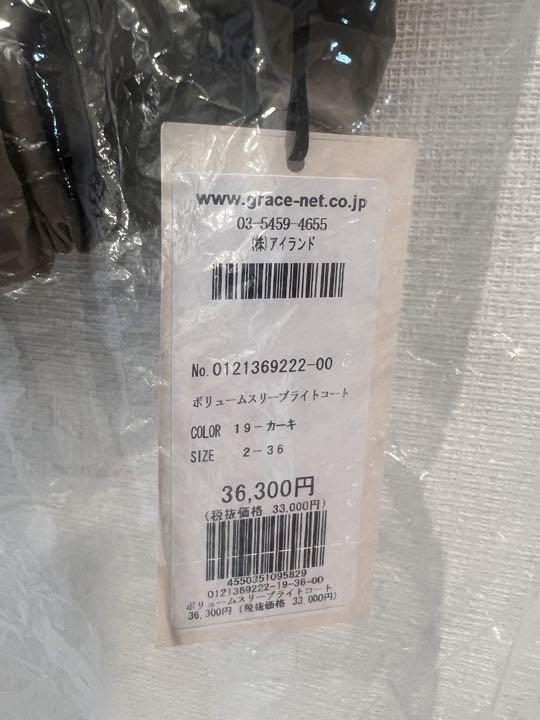 www.grace-net.co.jp
03-5459-4655
(株)アイランド
No.0121369222-00
ボリュームスリーブライトコート
COLOR 19-カーキ
SIZE 2-36
36,300円
(税抜価格 33,000円)
4550351095829
0121369222-19-36-00
ボリュームスリーブライトコート
36,300円 (税抜価格 33,000円)